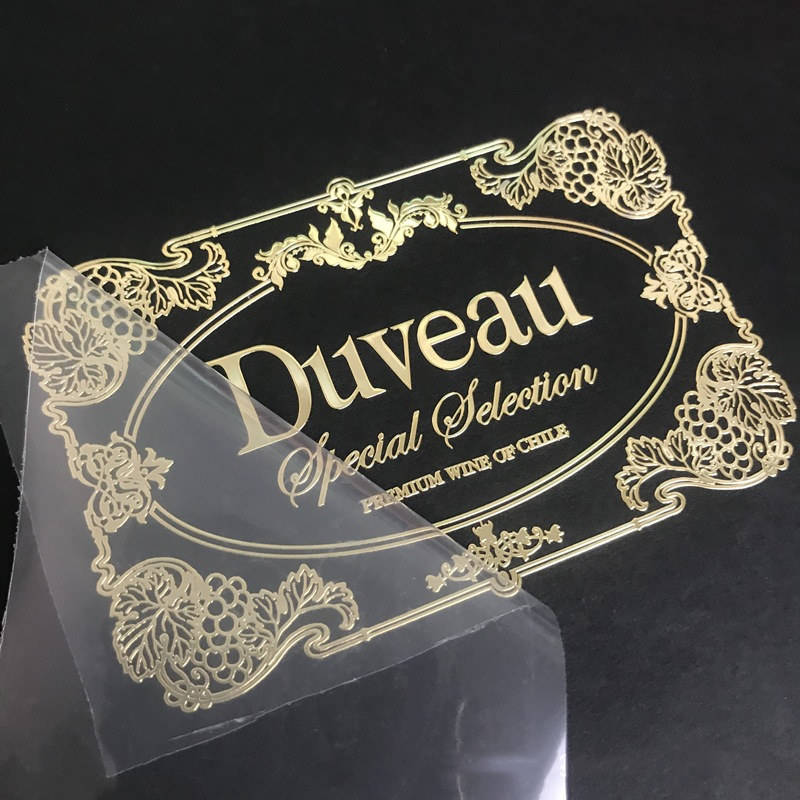 Duveau
Special Selection
PREMIUM WINE OF CHILE